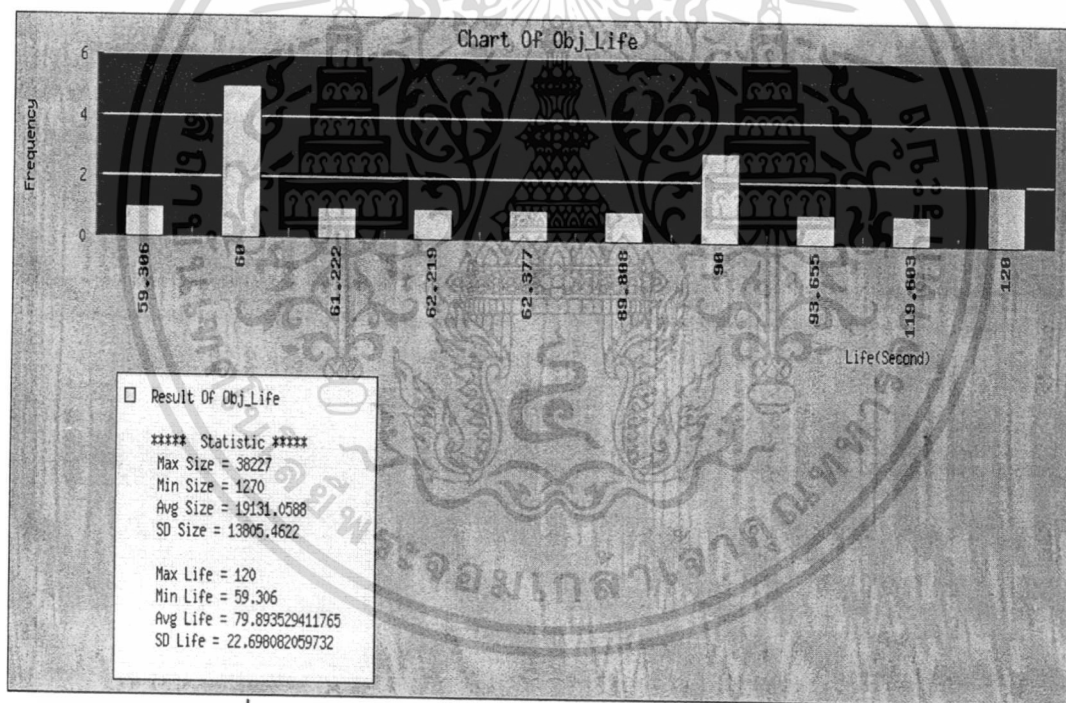 Chart Of Obj_Life
Frequency
6
4
2
0
59.306
60
61.222
62.219
62.377
89.808
90
93.655
119.603
120
Life(Second)
Result Of Obj_Life
***** Statistic *****
Max Size = 38227
Min Size = 1270
Avg Size = 19131.0588
SD Size = 13805.4622
Max Life = 120
Min Life = 59.306
Avg Life = 79.893529411765
SD Life = 22.698082059732